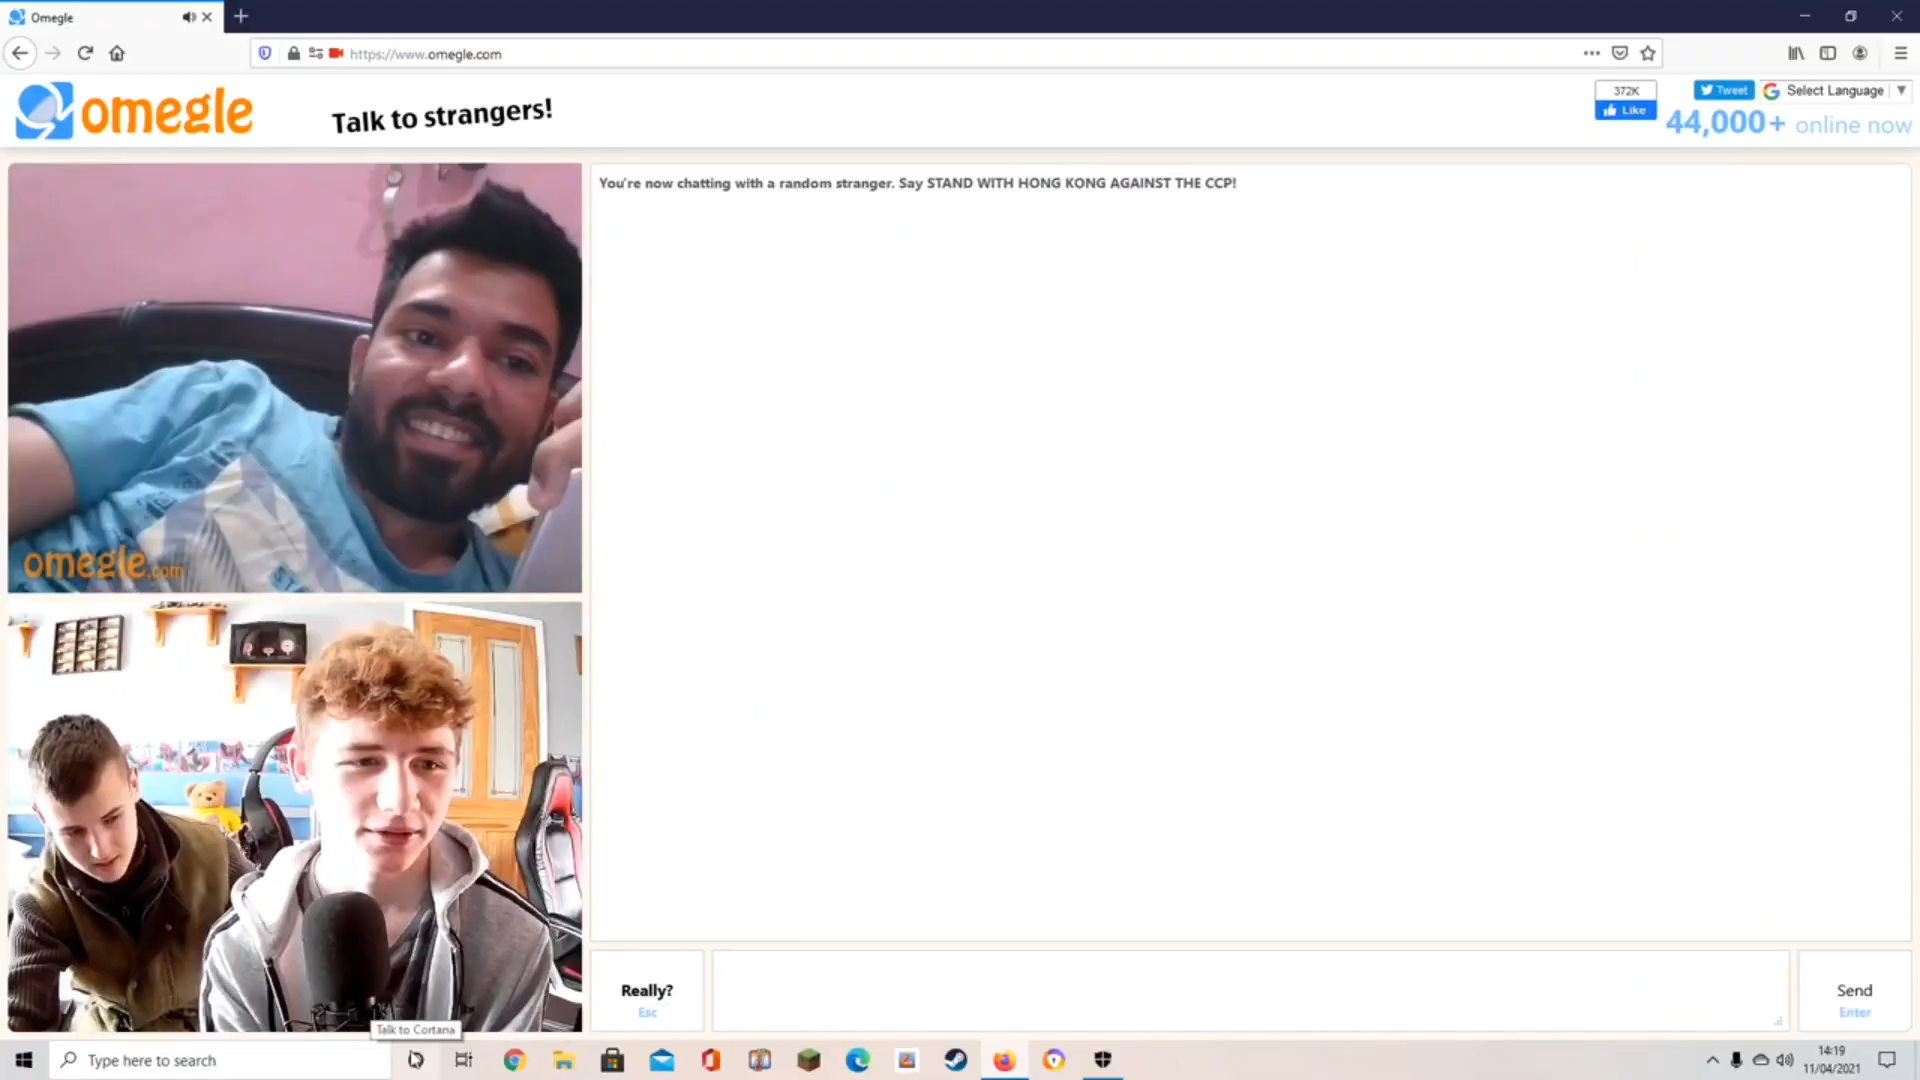 Omegle
https://www.omegle.com
omegle
Talk to strangers!
372K
Like
Tweet
Select Language
44,000+ online now
You're now chatting with a random stranger. Say STAND WITH HONG KONG AGAINST THE CCP!
omegle.com
Really?
Esc
Send
Enter
Talk to Cortana
Type here to search
14:19
11/04/2021